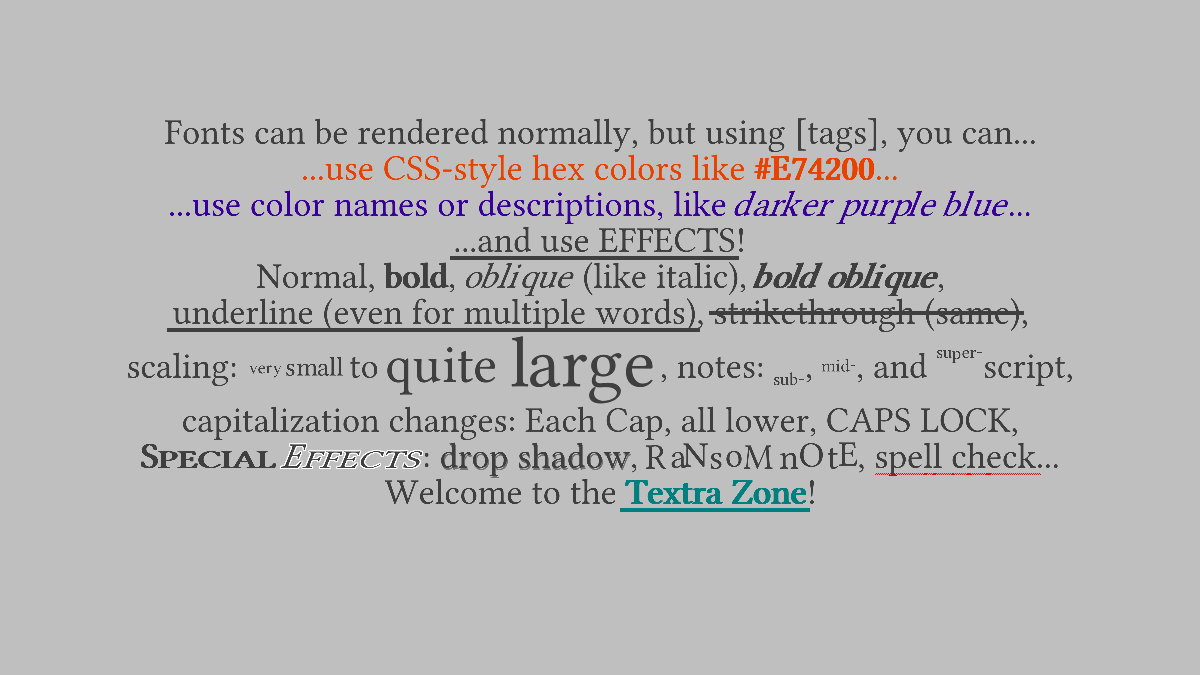 Fonts can be rendered normally, but using [tags], you can...
...use CSS-style hex colors like #E74200...
...use color names or descriptions, like darker purple blue...
...and use EFFECTS!
Normal, bold, oblique (like italic), bold oblique,
underline (even for multiple words), strikethrough (same),
scaling: very small to quite large, notes: sub-, mid-, and super-script,
capitalization changes: Each Cap, all lower, CAPS LOCK,
SPECIAL EFFECTS: drop shadow, RaNsoM nOtE, spell check...
Welcome to the Textra Zone!